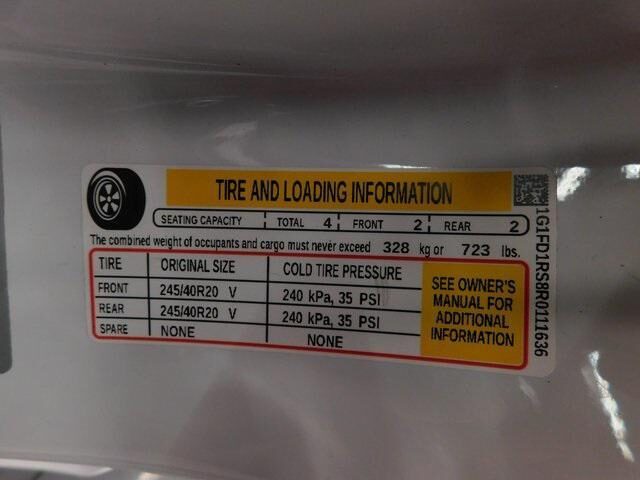 TIRE AND LOADING INFORMATION
SEATING CAPACITY TOTAL 4 FRONT 2 REAR 2
The combined weight of occupants and cargo must never exceed 328 kg or 723 lbs.
TIRE ORIGINAL SIZE COLD TIRE PRESSURE
FRONT 245/40R20 V 240 kPa, 35 PSI
REAR 245/40R20 V 240 kPa, 35 PSI
SPARE NONE NONE
SEE OWNER'S
MANUAL FOR
ADDITIONAL
INFORMATION
1G1FD1RS8R0111636